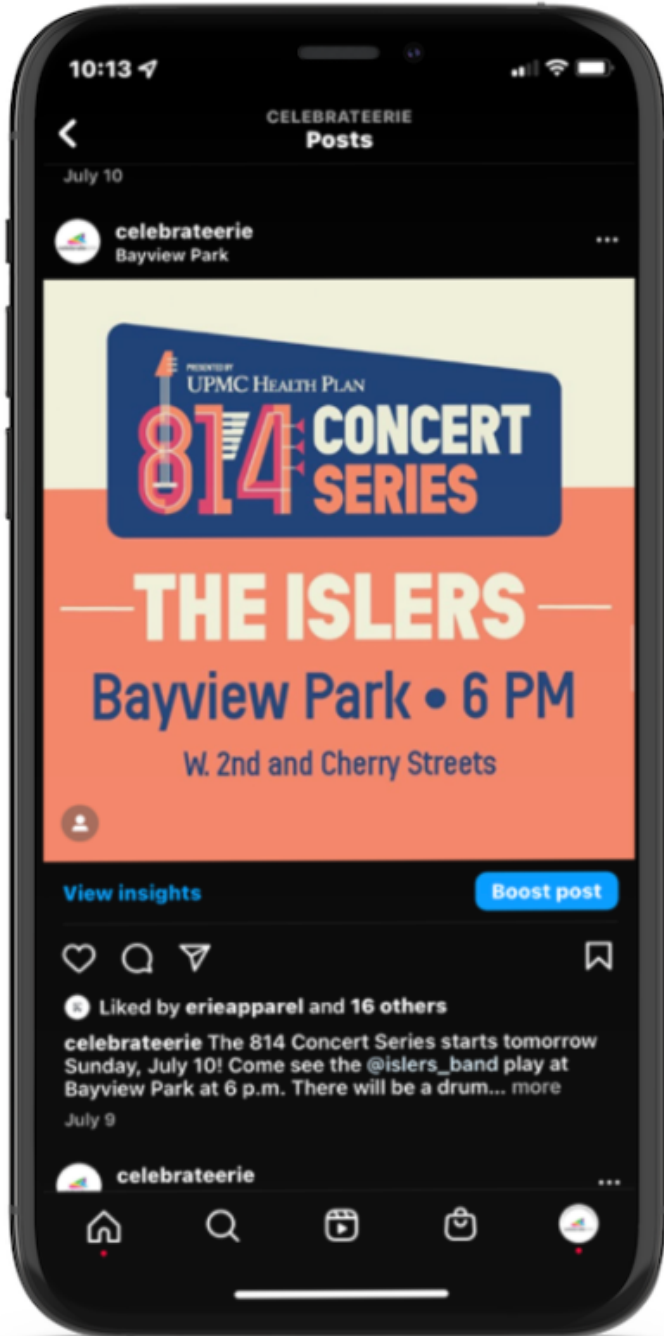 10:13
CELEBRATEERIE
Posts
July 10
celebrateerie
Bayview Park
PRESENTED BY
UPMC HEALTH PLAN
814 CONCERT
SERIES
THE ISLERS
Bayview Park • 6 PM
W. 2nd and Cherry Streets
View insights
Boost post
Liked by erieapparel and 16 others
celebrateerie The 814 Concert Series starts tomorrow
Sunday, July 10! Come see the @islers_band play at
Bayview Park at 6 p.m. There will be a drum... more
July 9
celebrateerie